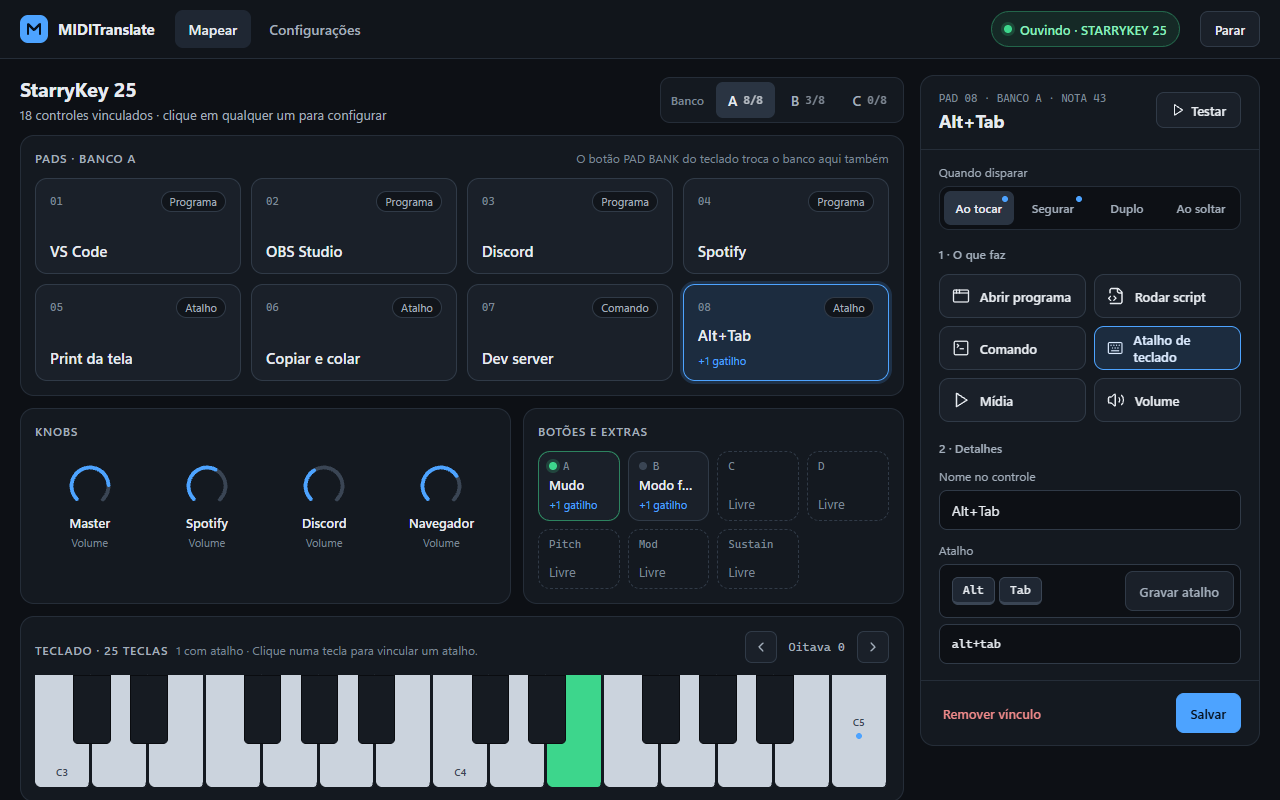 MIDITranslate
Mapear
Configurações
Ouvindo · STARRYKEY 25
Parar
StarryKey 25
18 controles vinculados · clique em qualquer um para configurar
Banco
A 8/8
B 3/8
C 0/8
PADS · BANCO A
O botão PAD BANK do teclado troca o banco aqui também
01
Programa
VS Code
02
Programa
OBS Studio
03
Programa
Discord
04
Programa
Spotify
05
Atalho
Print da tela
06
Atalho
Copiar e colar
07
Comando
Dev server
08
Atalho
Alt+Tab
+1 gatilho
KNOBS
Master
Volume
Spotify
Volume
Discord
Volume
Navegador
Volume
BOTÕES E EXTRAS
A
Mudo
+1 gatilho
B
Modo f...
+1 gatilho
C
Livre
D
Livre
Pitch
Livre
Mod
Livre
Sustain
Livre
TECLADO · 25 TECLAS
1 com atalho · Clique numa tecla para vincular um atalho.
Oitava 0
C3
C4
C5
PAD 08 · BANCO A · NOTA 43
Alt+Tab
Testar
Quando disparar
Ao tocar
Segurar
Duplo
Ao soltar
1 · O que faz
Abrir programa
Rodar script
Comando
Atalho de
teclado
Mídia
Volume
2 · Detalhes
Nome no controle
Alt+Tab
Atalho
Alt
Tab
Gravar atalho
alt+tab
Remover vínculo
Salvar